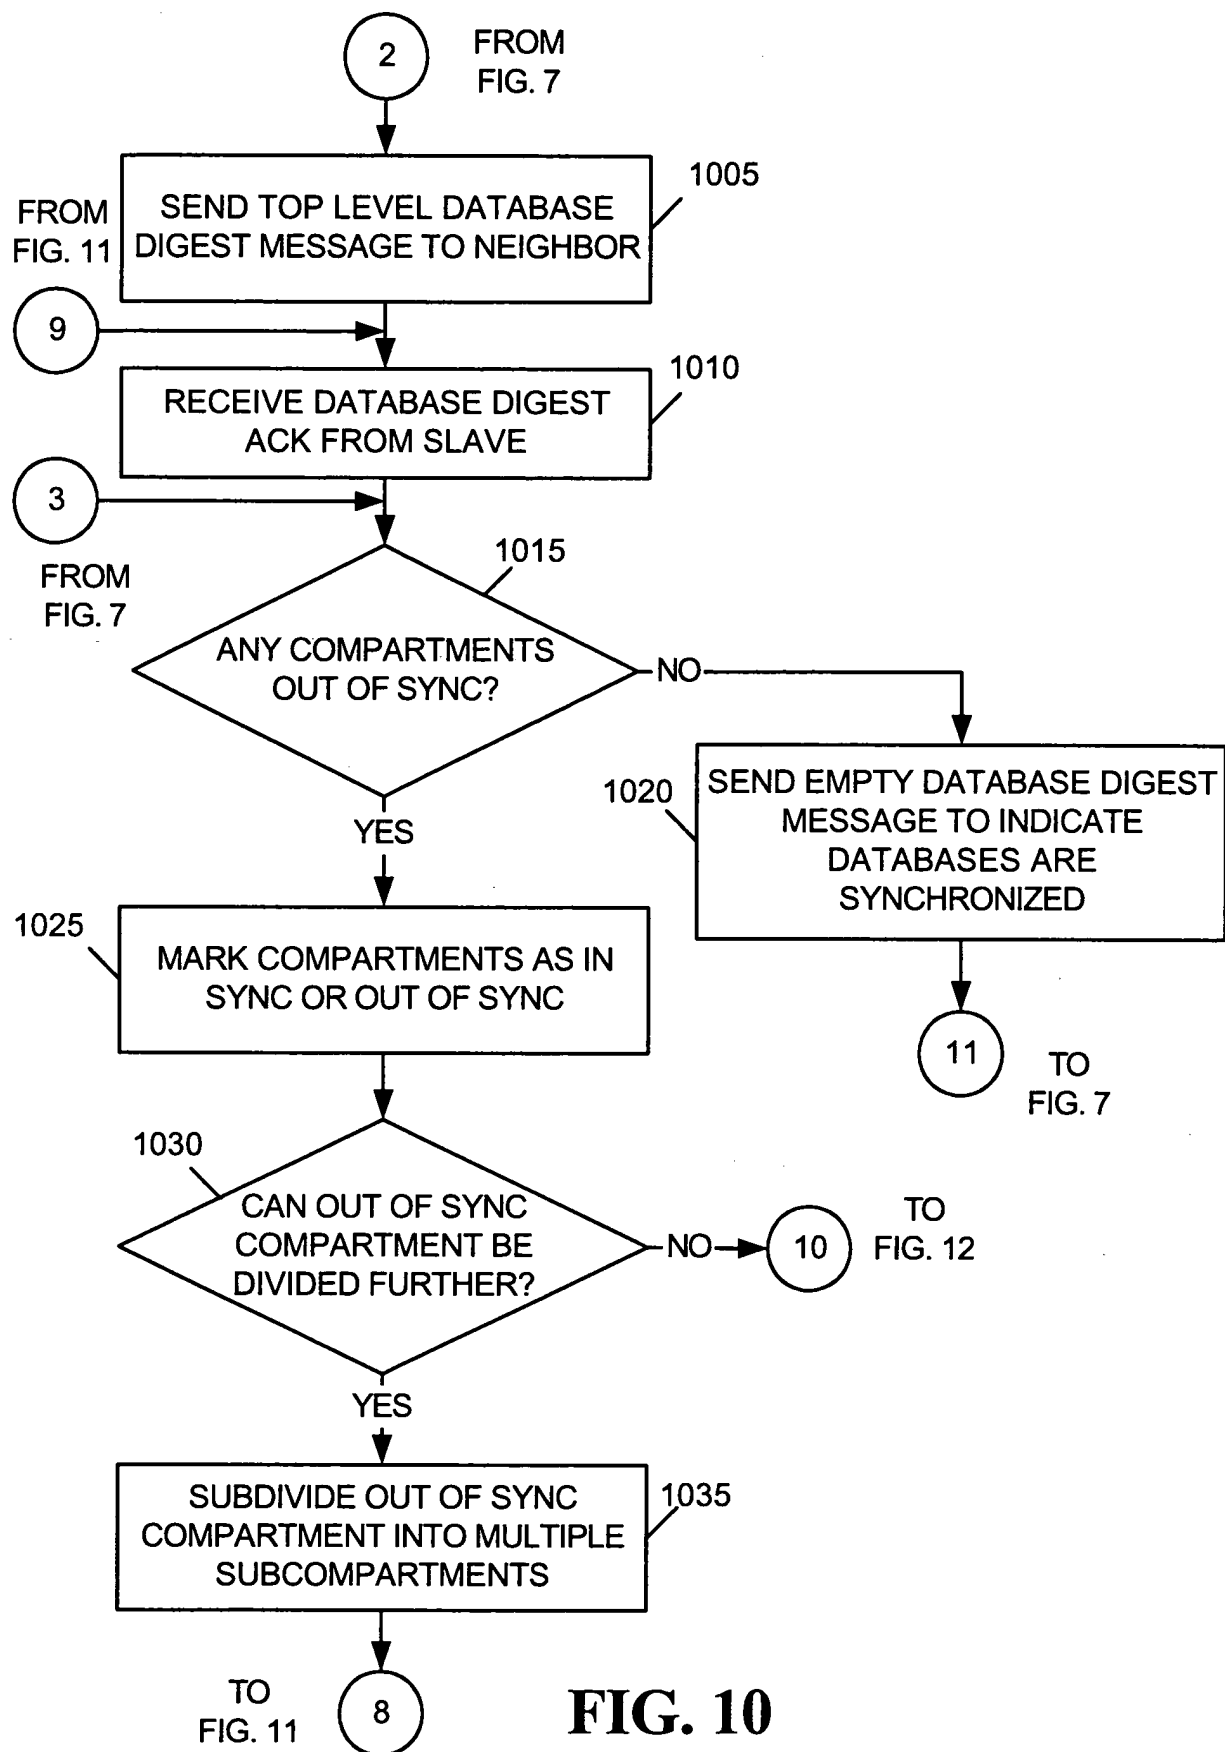 2
FROM
FIG. 7
SEND TOP LEVEL DATABASE
DIGEST MESSAGE TO NEIGHBOR
1005
FROM
FIG. 11
9
RECEIVE DATABASE DIGEST
ACK FROM SLAVE
1010
3
FROM
FIG. 7
ANY COMPARTMENTS
OUT OF SYNC?
1015
NO
YES
1020
SEND EMPTY DATABASE DIGEST
MESSAGE TO INDICATE
DATABASES ARE
SYNCHRONIZED
11
TO
FIG. 7
1025
MARK COMPARTMENTS AS IN
SYNC OR OUT OF SYNC
1030
CAN OUT OF SYNC
COMPARTMENT BE
DIVIDED FURTHER?
NO
10
TO
FIG. 12
YES
SUBDIVIDE OUT OF SYNC
COMPARTMENT INTO MULTIPLE
SUBCOMPARTMENTS
1035
TO
FIG. 11
8
FIG. 10